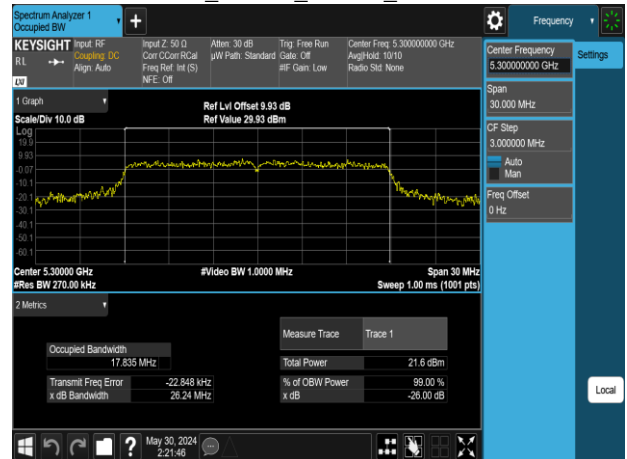 Spectrum Analyzer 1
Occupied BW
+
Frequency
KEYSIGHT
RL
LXI
Input: RF
Coupling: DC
Align: Auto
Input Z: 50 Ω
Corr CCorr RCal
Freq Ref: Int (S)
NFE: Off
Atten: 30 dB
µW Path: Standard
Trig: Free Run
Gate: Off
#IF Gain: Low
Center Freq: 5.300000000 GHz
Avg|Hold: 10/10
Radio Std: None
Center Frequency
5.300000000 GHz
Settings
Span
30.000 MHz
CF Step
3.000000 MHz
Auto
Man
Freq Offset
0 Hz
Local
1 Graph
Scale/Div 10.0 dB
Ref Lvl Offset 9.93 dB
Ref Value 29.93 dBm
Log
19.9
9.93
-0.07
-10.1
-20.1
-30.1
-40.1
-50.1
-60.1
Center 5.30000 GHz
#Video BW 1.0000 MHz
Span 30 MHz
#Res BW 270.00 kHz
Sweep 1.00 ms (1001 pts)
2 Metrics
Measure Trace Trace 1
Occupied Bandwidth
17.835 MHz
Total Power 21.6 dBm
Transmit Freq Error -22.848 kHz
% of OBW Power 99.00 %
x dB Bandwidth 26.24 MHz
x dB -26.00 dB
?
May 30, 2024
2:21:46